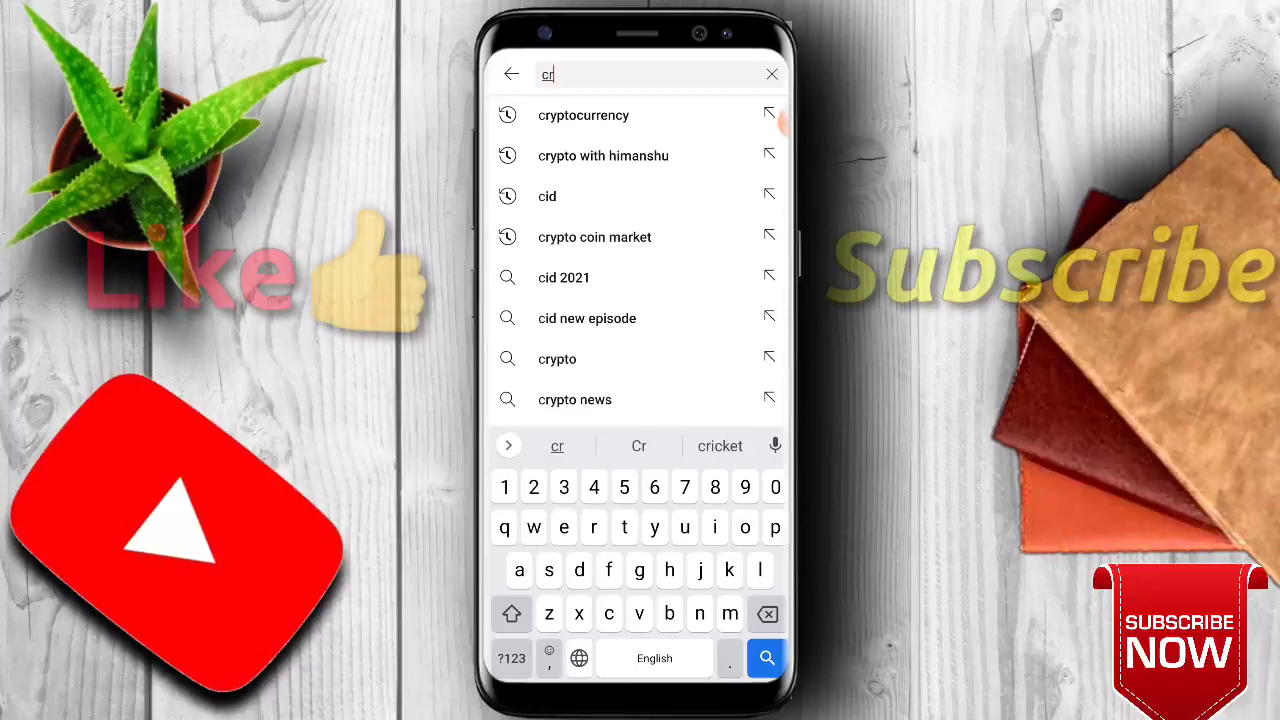 cr
cryptocurrency
crypto with himanshu
cid
crypto coin market
cid 2021
cid new episode
crypto
crypto news
cr Cr cricket
1 2 3 4 5 6 7 8 9 0
q w e r t y u i o p
a s d f g h j k l
z x c v b n m
?123 , English .
Like
Subscribe
SUBSCRIBE
NOW